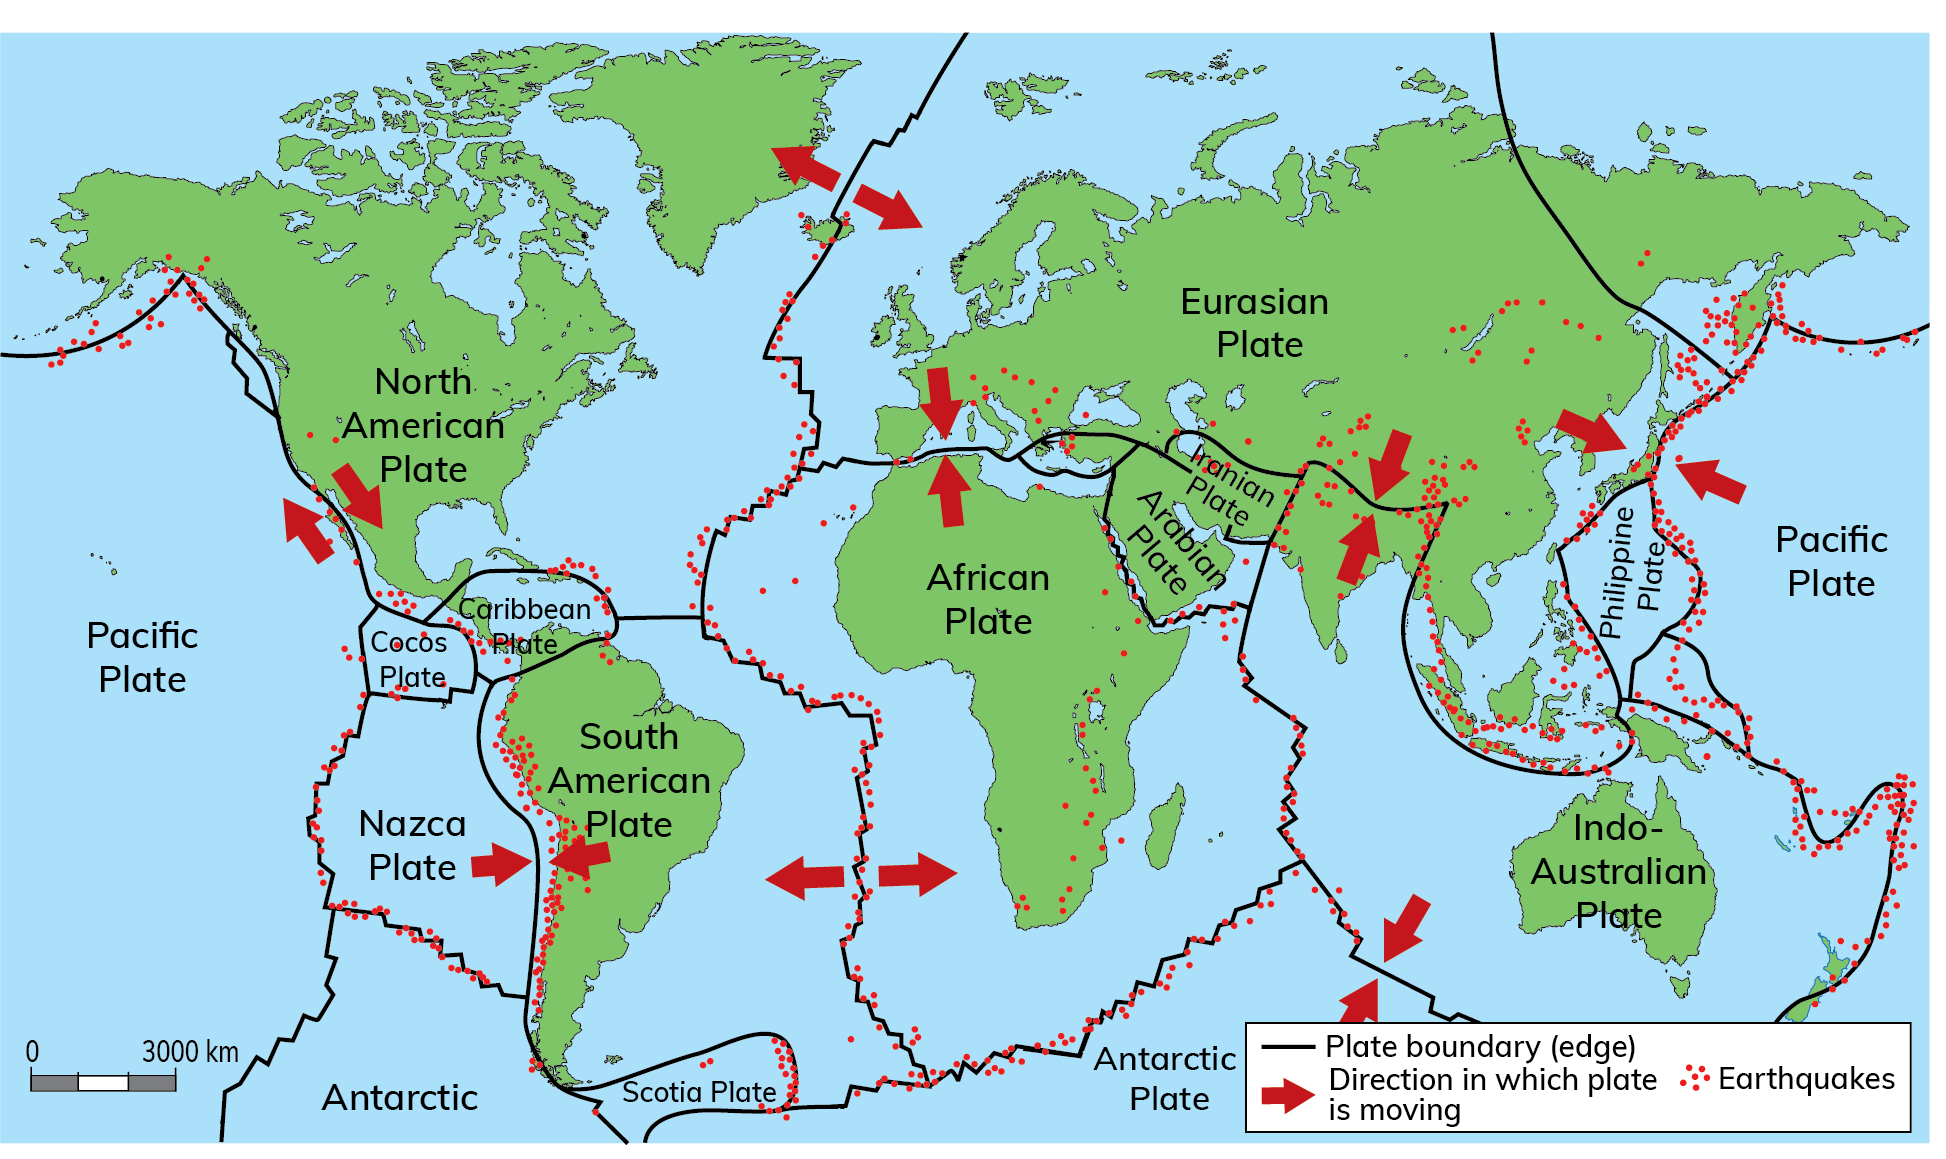 Eurasian
Plate
North
American
Plate
Iranian
Plate
Arabian
Plate
Philippine
Plate
Pacific
Plate
African
Plate
Caribbean
Plate
Pacific
Plate
Cocos
Plate
South
American
Plate
Nazca
Plate
Indo-
Australian
Plate
0 3000 km
Antarctic
Scotia Plate
Antarctic
Plate
Plate boundary (edge)
Direction in which plate
is moving
Earthquakes